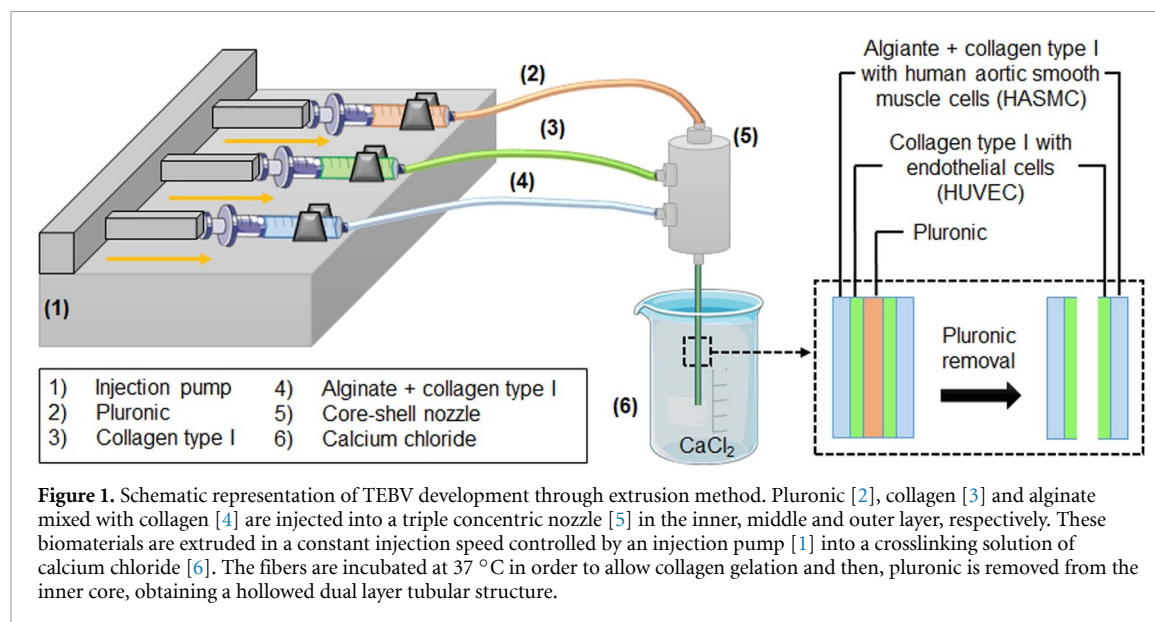 (2)
(3)
(4)
(5)
(1)
(6)
CaCl2
Algiante + collagen type I
with human aortic smooth
muscle cells (HASMC)
Collagen type I with
endothelial cells
(HUVEC)
Pluronic
Pluronic
removal
1) Injection pump 4) Alginate + collagen type I
2) Pluronic 5) Core-shell nozzle
3) Collagen type I 6) Calcium chloride
Figure 1. Schematic representation of TEBV development through extrusion method. Pluronic [2], collagen [3] and alginate
mixed with collagen [4] are injected into a triple concentric nozzle [5] in the inner, middle and outer layer, respectively. These
biomaterials are extruded in a constant injection speed controlled by an injection pump [1] into a crosslinking solution of
calcium chloride [6]. The fibers are incubated at 37 °C in order to allow collagen gelation and then, pluronic is removed from the
inner core, obtaining a hollowed dual layer tubular structure.